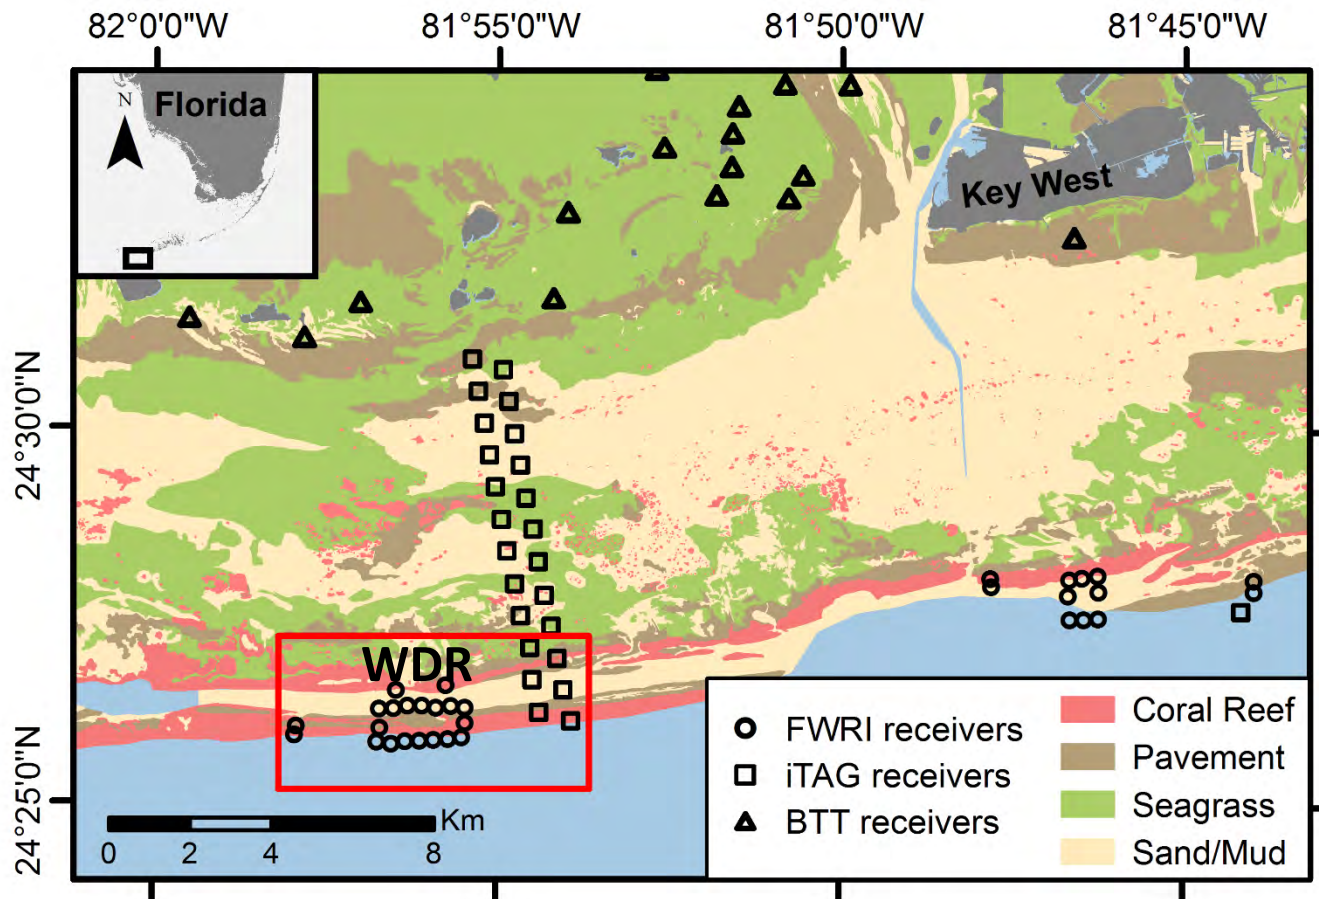 82°0'0"W 81°55'0"W 81°50'0"W 81°45'0"W
N
Florida
Key West
24°30'0"N
WDR
24°25'0"N
Km
0 2 4 8
FWRI receivers
iTAG receivers
BTT receivers
Coral Reef
Pavement
Seagrass
Sand/Mud